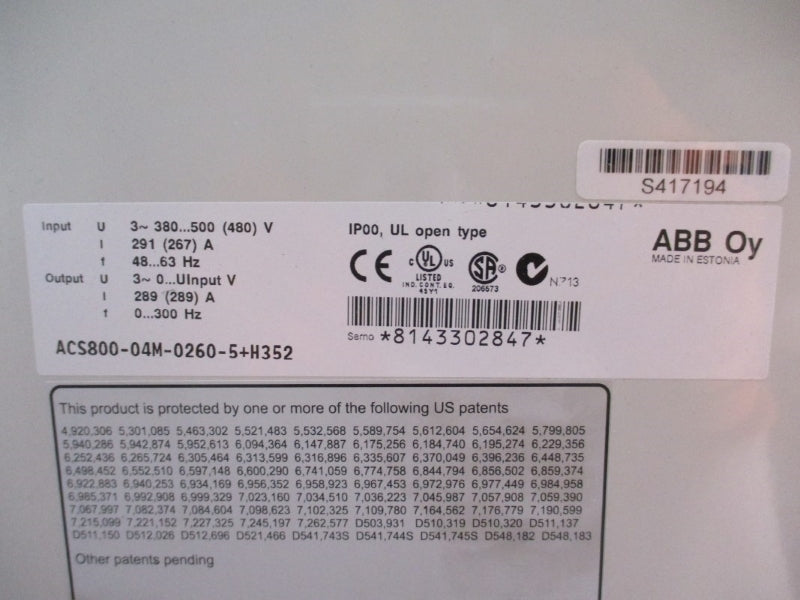 S417194
Input U 3~ 380...500 (480) V
I 291 (267) A
f 48...63 Hz
Output U 3~ 0...UInput V
I 289 (289) A
f 0...300 Hz
ACS800-04M-0260-5+H352
IP00, UL open type
CE
C UL US
LISTED
IND. CONT. EQ.
45Y1
SA ®
206573
N713
Serno *8143302847*
ABB Oy
MADE IN ESTONIA
This product is protected by one or more of the following US patents
4,920,306 5,301,085 5,463,302 5,521,483 5,532,568 5,589,754 5,612,604 5,654,624 5,799,805
5,940,286 5,942,874 5,952,613 6,094,364 6,147,887 6,175,256 6,184,740 6,195,274 6,229,356
6,252,436 6,265,724 6,305,464 6,313,599 6,316,896 6,335,607 6,370,049 6,396,236 6,448,735
6,498,452 6,552,510 6,597,148 6,600,290 6,741,059 6,774,758 6,844,794 6,856,502 6,859,374
6,922,883 6,940,253 6,934,169 6,956,352 6,958,923 6,967,453 6,972,976 6,977,449 6,984,958
6,985,371 6,992,908 6,999,329 7,023,160 7,034,510 7,036,223 7,045,987 7,057,908 7,059,390
7,067,997 7,082,374 7,084,604 7,098,623 7,102,325 7,109,780 7,164,562 7,176,779 7,190,599
7,215,099 7,221,152 7,227,325 7,245,197 7,262,577 D503,931 D510,319 D510,320 D511,137
D511,150 D512,026 D512,696 D521,466 D541,743S D541,744S D541,745S D548,182 D548,183
Other patents pending